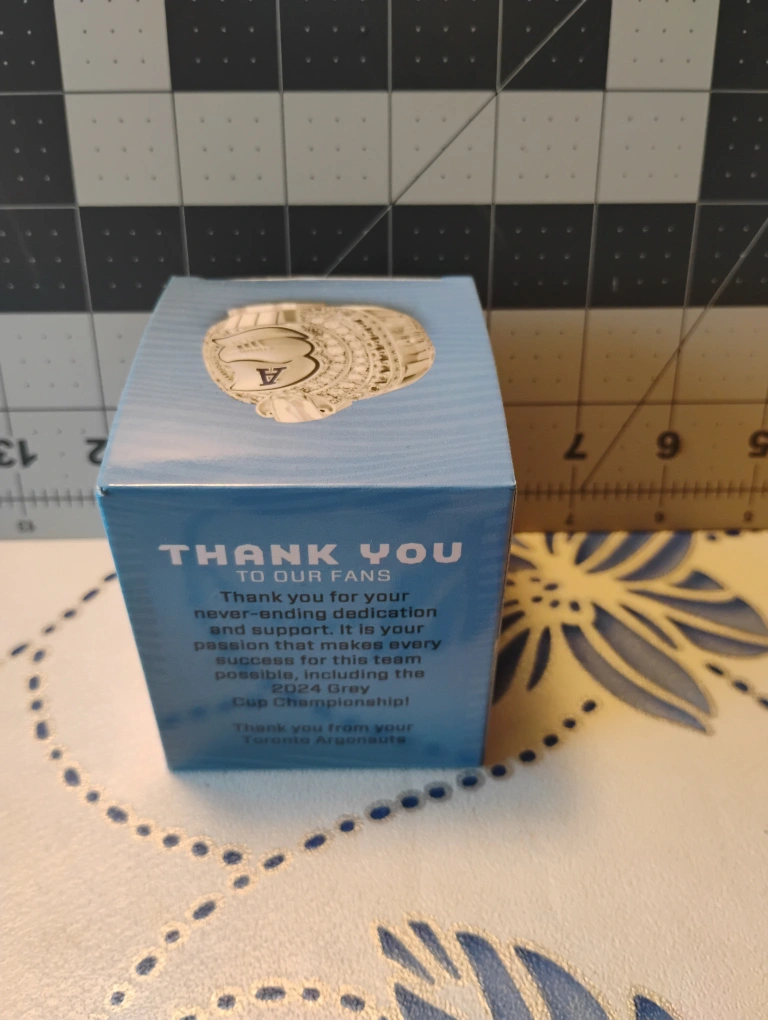 A
13
2
7
6
5
7
6
THANK YOU
TO OUR FANS
Thank you for your
never-ending dedication
and support. It is your
passion that makes every
success for this team
possible, including the
2024 Grey
Cup Championship!
Thank you from your
Toronto Argonauts